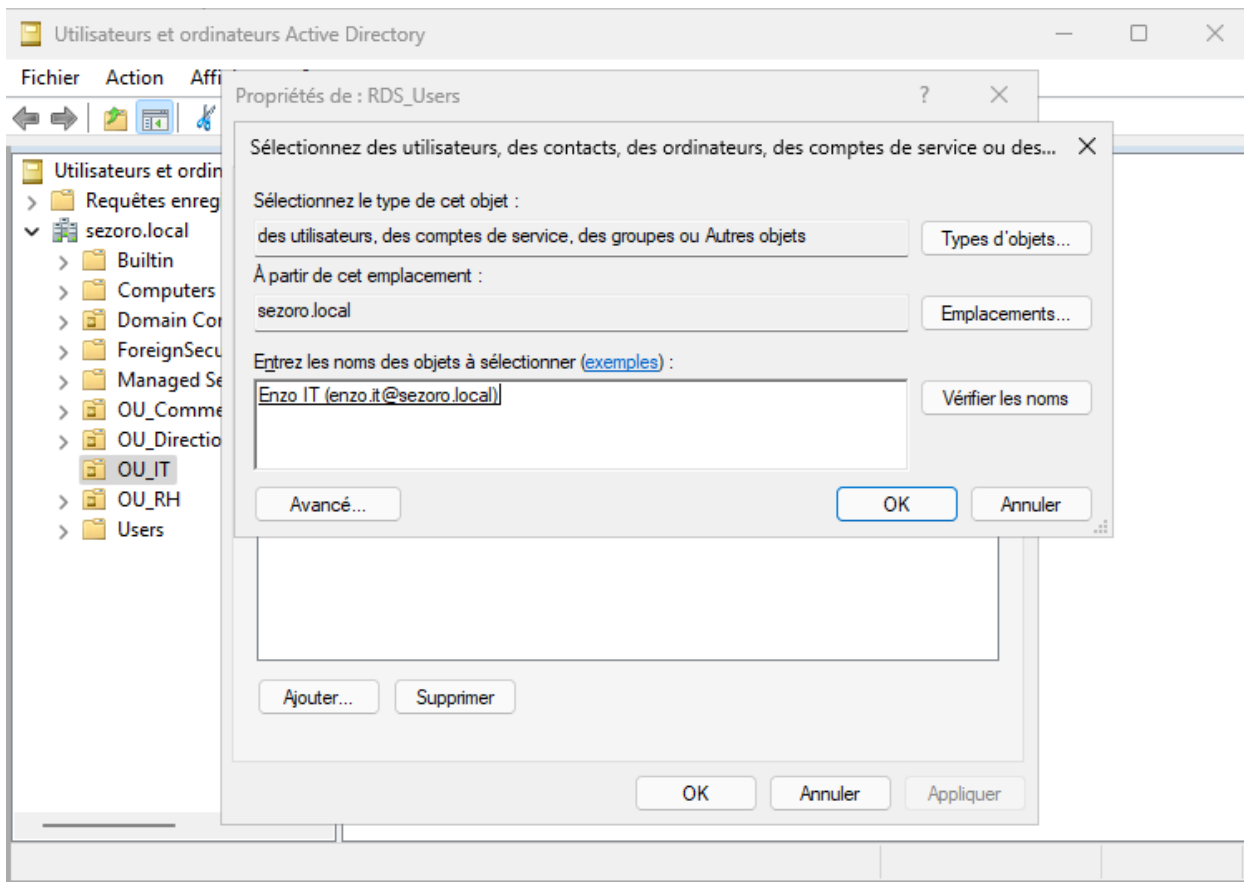 Utilisateurs et ordinateurs Active Directory
Fichier Action Affi
Propriétés de : RDS_Users
Sélectionnez des utilisateurs, des contacts, des ordinateurs, des comptes de service ou des...
Utilisateurs et ordin
Requêtes enreg
sezoro.local
Builtin
Computers
Domain Con
ForeignSecu
Managed Se
OU_Comme
OU_Directio
OU_IT
OU_RH
Users
Sélectionnez le type de cet objet :
des utilisateurs, des comptes de service, des groupes ou Autres objets
Types d'objets...
À partir de cet emplacement :
sezoro.local
Emplacements...
Entrez les noms des objets à sélectionner (exemples) :
Enzo IT (enzo.it@sezoro.local)
Vérifier les noms
Avancé...
OK
Annuler
Ajouter...
Supprimer
OK
Annuler
Appliquer